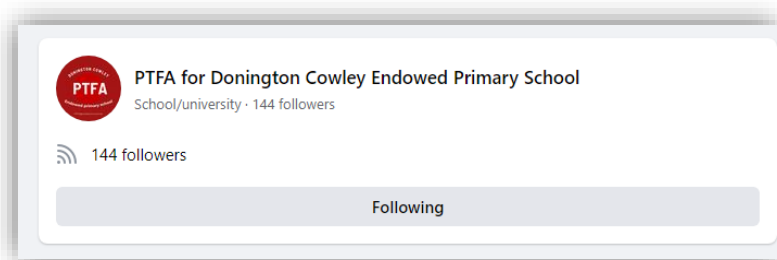 DONINGTON COWLEY
PTFA
Endowed primary school
PTFA for Donington Cowley Endowed Primary School
School/university · 144 followers
144 followers
Following